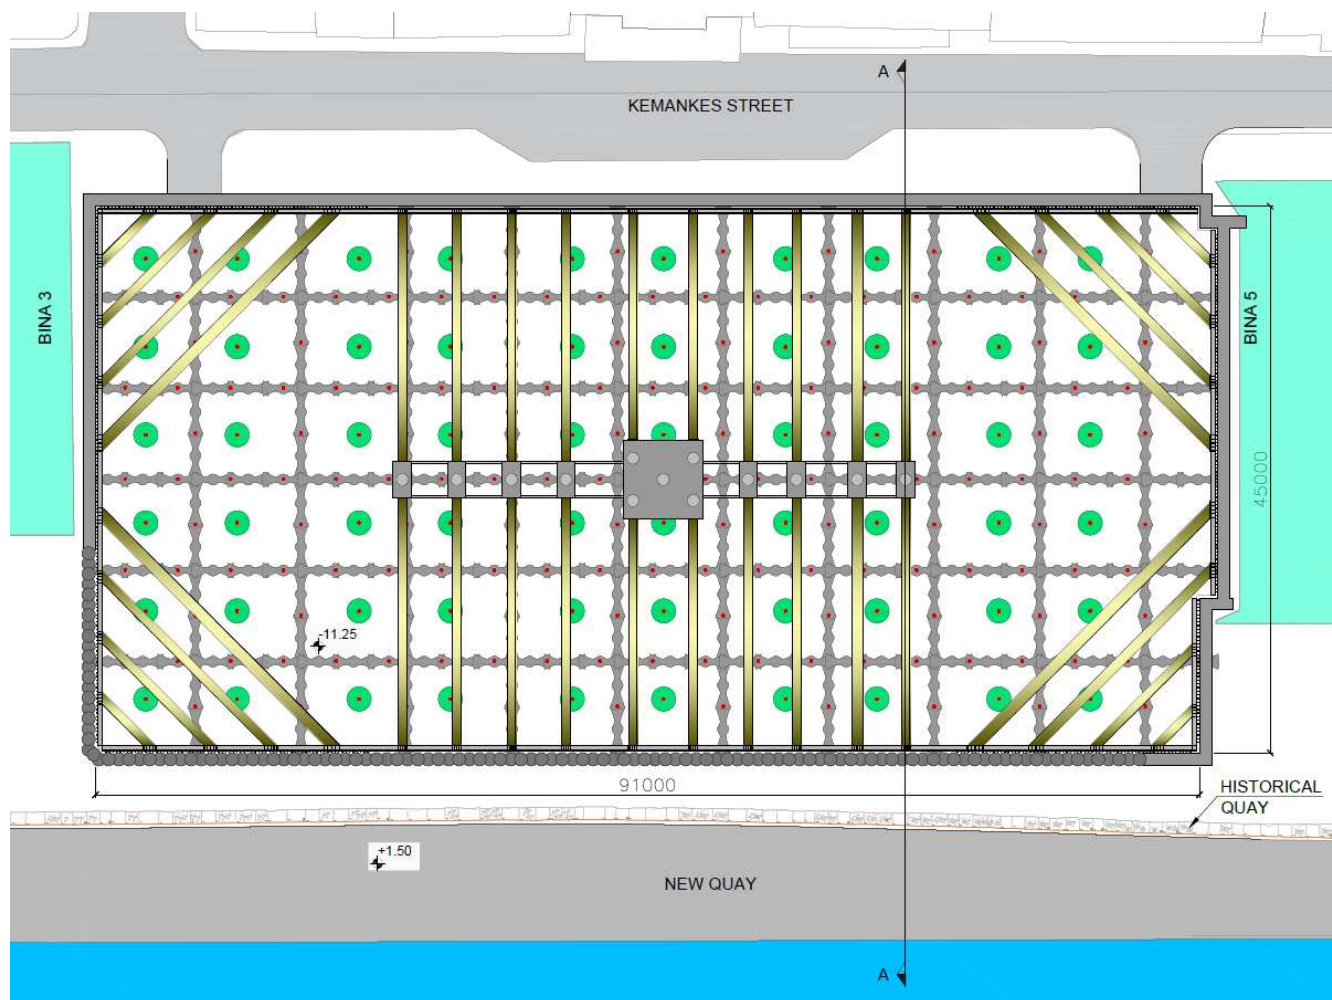 A
KEMANKES STREET
BINA 3
BINA 5
45000
-11.25
91000
HISTORICAL
QUAY
+1.50
NEW QUAY
A